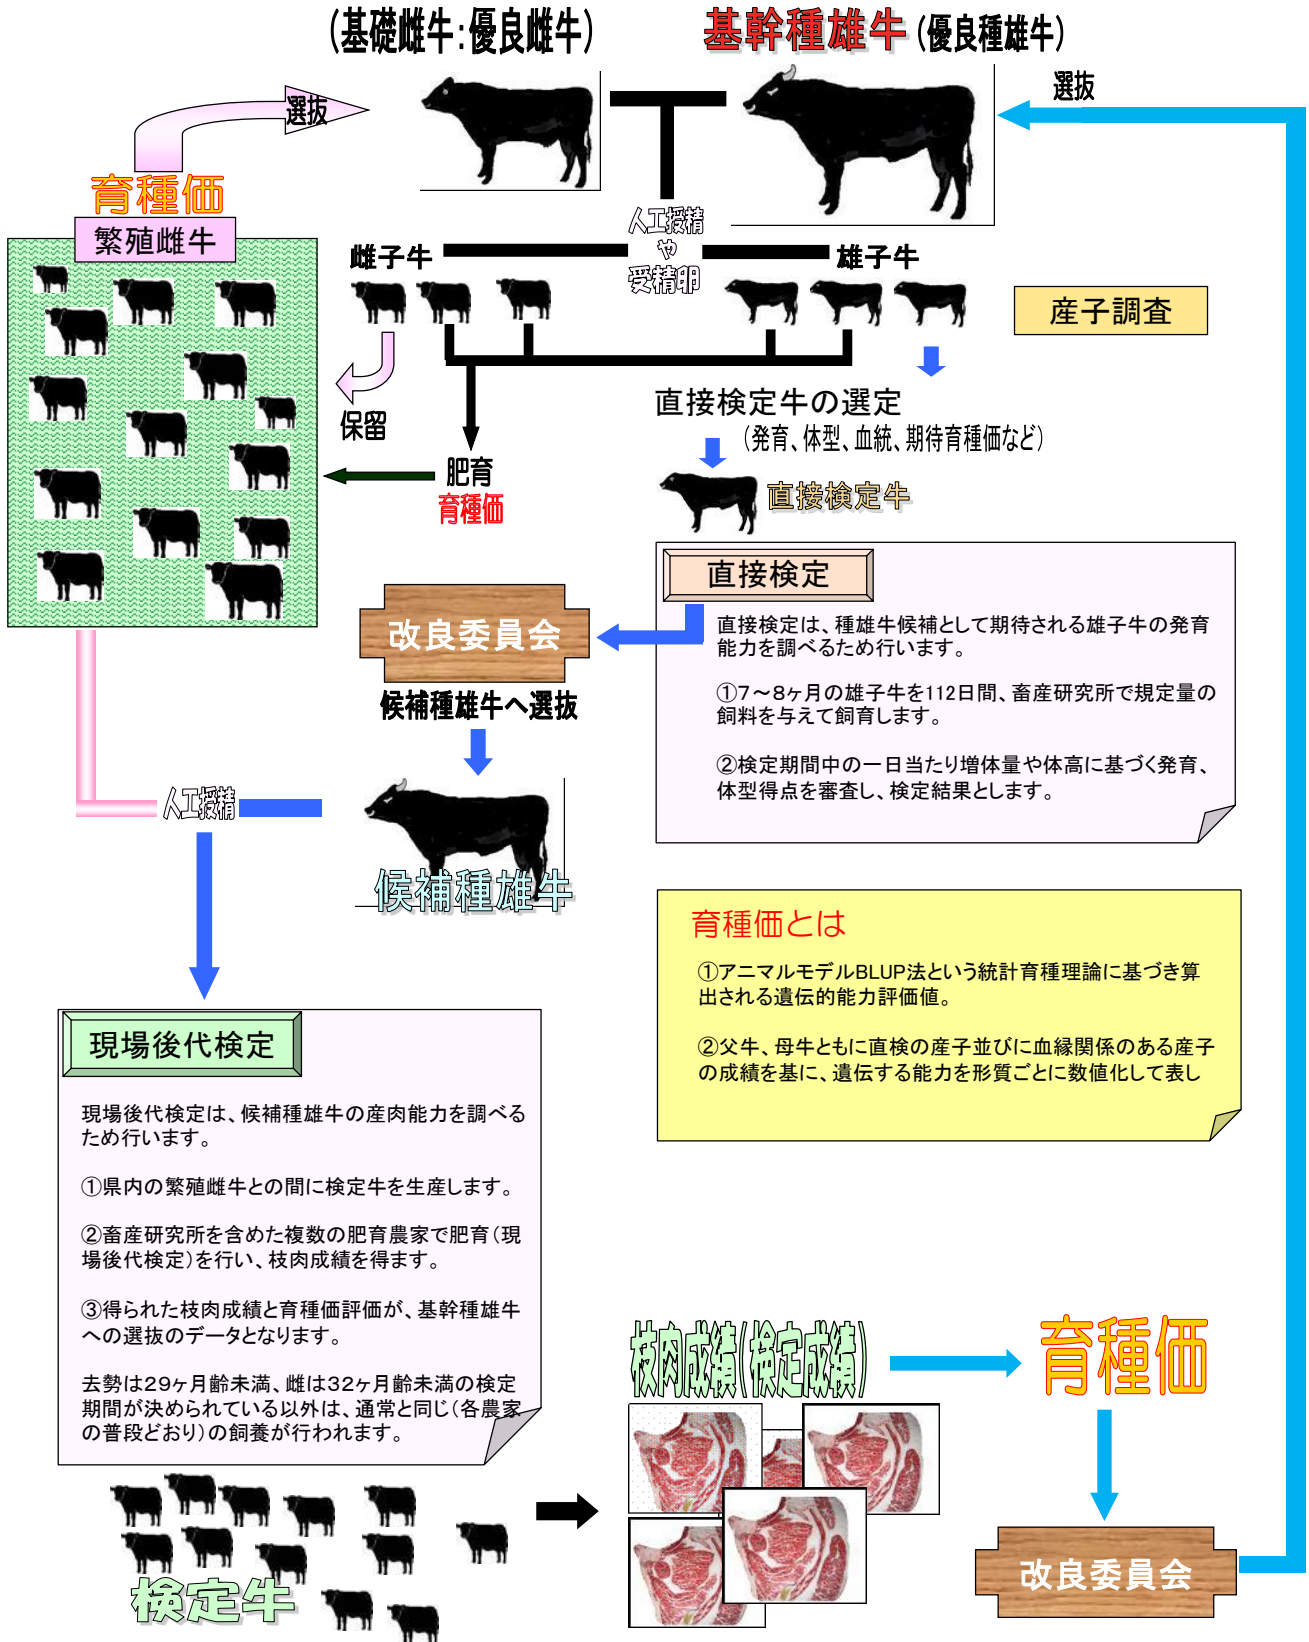 (基礎雌牛:優良雌牛)
基幹種雄牛(優良種雄牛)
選抜
選抜
育種価
繁殖雌牛
人工授精
や
受精卵
雌子牛
雄子牛
産子調査
保留
直接検定牛の選定
(発育、体型、血統、期待育種価など)
肥育
育種価
直接検定牛
直接検定
直接検定は、種雄牛候補として期待される雄子牛の発育
能力を調べるため行います。
①7～8ヶ月の雄子牛を112日間、畜産研究所で規定量の
飼料を与えて飼育します。
②検定期間中の一日当たり増体量や体高に基づく発育、
体型得点を審査し、検定結果とします。
改良委員会
候補種雄牛へ選抜
人工授精
候補種雄牛
育種価とは
①アニマルモデルBLUP法という統計育種理論に基づき算
出される遺伝的能力評価値。
②父牛、母牛ともに直検の産子並びに血縁関係のある産子
の成績を基に、遺伝する能力を形質ごとに数値化して表し
現場後代検定
現場後代検定は、候補種雄牛の産肉能力を調べる
ため行います。
①県内の繁殖雌牛との間に検定牛を生産します。
②畜産研究所を含めた複数の肥育農家で肥育(現
場後代検定)を行い、枝肉成績を得ます。
③得られた枝肉成績と育種価評価が、基幹種雄牛
への選抜のデータとなります。
去勢は29ヶ月齢未満、雌は32ヶ月齢未満の検定
期間が決められている以外は、通常と同じ(各農家
の普段どおり)の飼養が行われます。
検定牛
枝肉成績(検定成績)
育種価
改良委員会